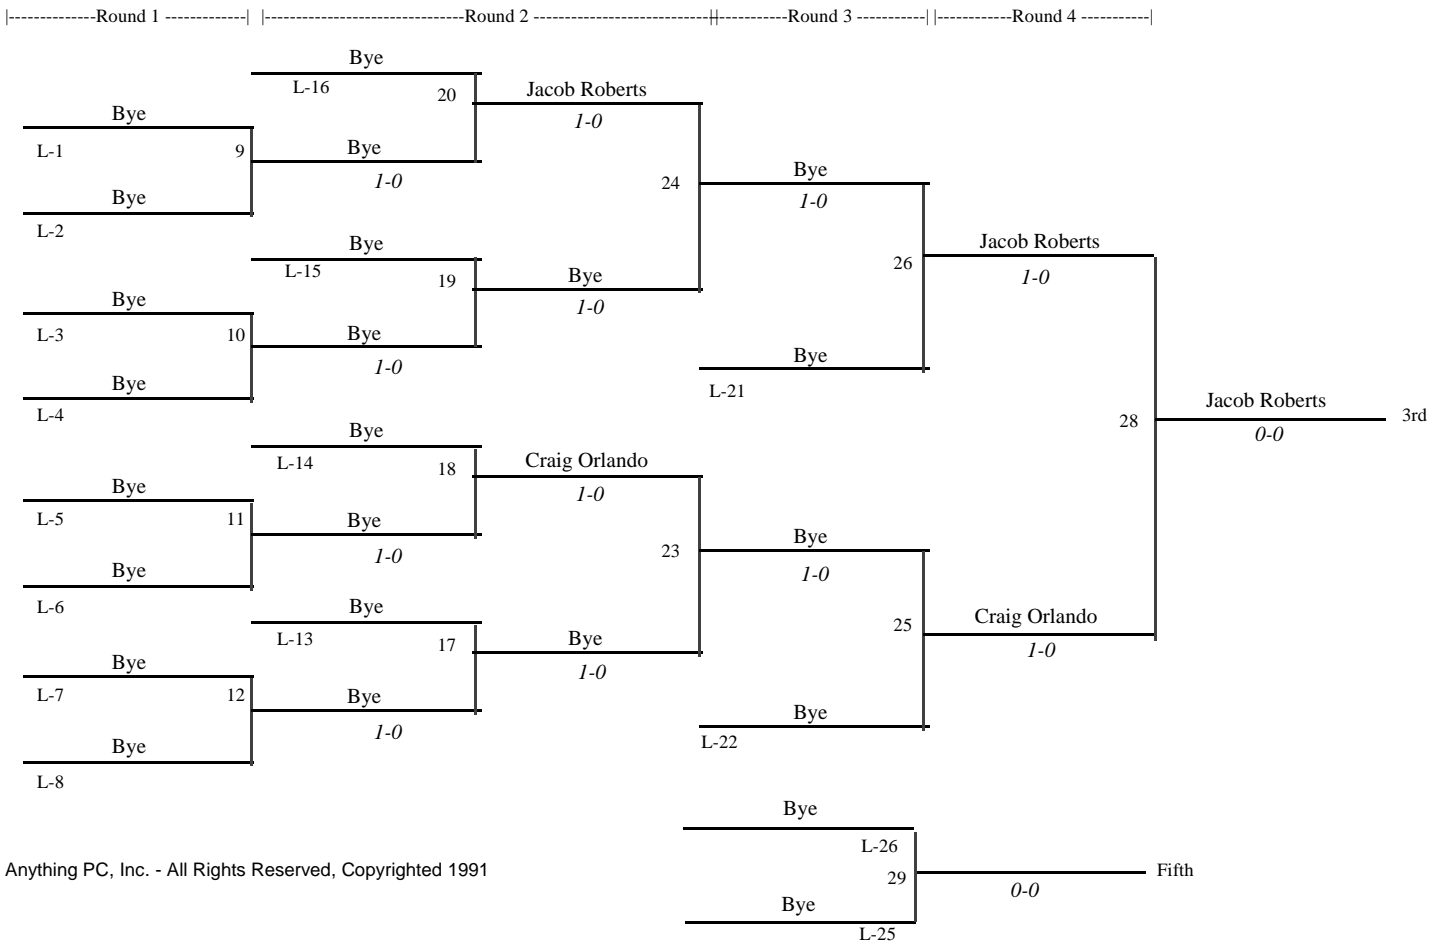 |--------------Round 1 -------------| |-------------------------------Round 2 ---------------------------||-----------Round 3 -----------| |------------Round 4 -----------|
Bye
L-16
20
Jacob Roberts
1-0
Bye
L-1
9
Bye
1-0
Bye
L-2
24
Bye
1-0
Bye
L-15
19
Bye
1-0
26
Jacob Roberts
1-0
Bye
L-3
10
Bye
1-0
Bye
L-4
Bye
L-21
28
Jacob Roberts
0-0
3rd
Bye
L-14
18
Craig Orlando
1-0
Bye
L-5
11
Bye
1-0
Bye
L-6
23
Bye
1-0
Bye
L-13
17
Bye
1-0
25
Craig Orlando
1-0
Bye
L-7
12
Bye
1-0
Bye
L-8
Bye
L-22
Bye
L-26
29
0-0
Fifth
Bye
L-25
Anything PC, Inc. - All Rights Reserved, Copyrighted 1991